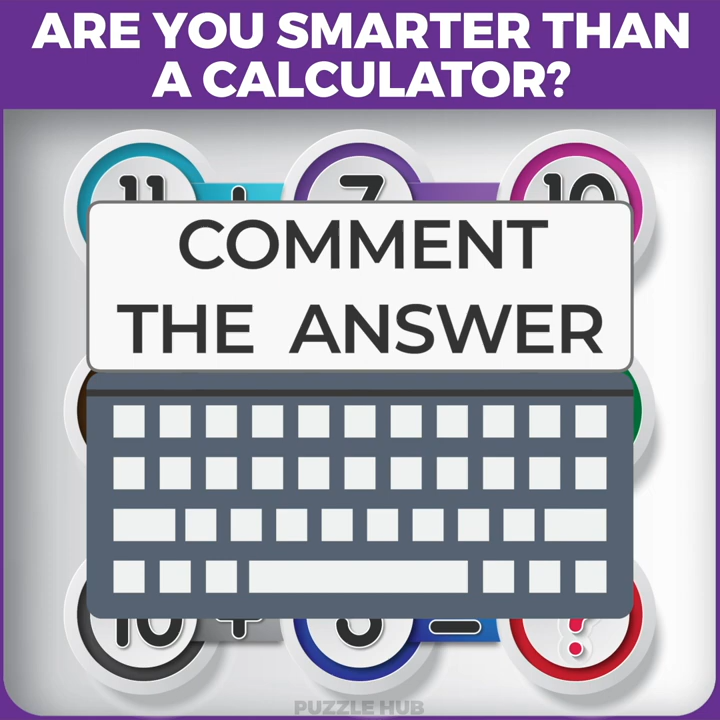 ARE YOU SMARTER THAN
A CALCULATOR?
COMMENT
THE ANSWER
?
PUZZLE HUB